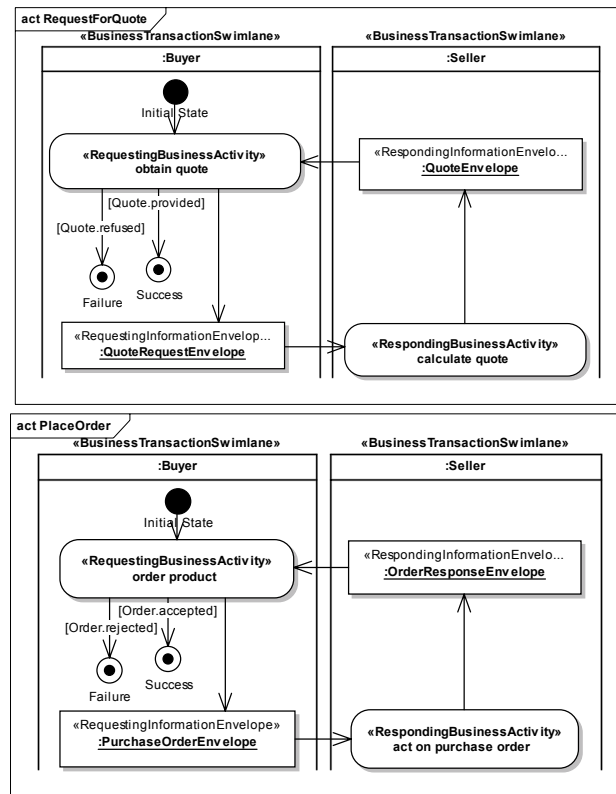 act RequestForQuote
«BusinessTransactionSwimlane» «BusinessTransactionSwimlane»
:Buyer :Seller
Initial State
«RequestingBusinessActivity»
obtain quote
«RespondingInformationEnvelo...
:QuoteEnvelope
[Quote.provided]
[Quote.refused]
Failure
Success
«RequestingInformationEnvelop...
:QuoteRequestEnvelope
«RespondingBusinessActivity»
calculate quote
act PlaceOrder
«BusinessTransactionSwimlane» «BusinessTransactionSwimlane»
:Buyer :Seller
Initial State
«RequestingBusinessActivity»
order product
«RespondingInformationEnvelo...
:OrderResponseEnvelope
[Order.accepted]
[Order.rejected]
Failure
Success
«RequestingInformationEnvelope»
:PurchaseOrderEnvelope
«RespondingBusinessActivity»
act on purchase order